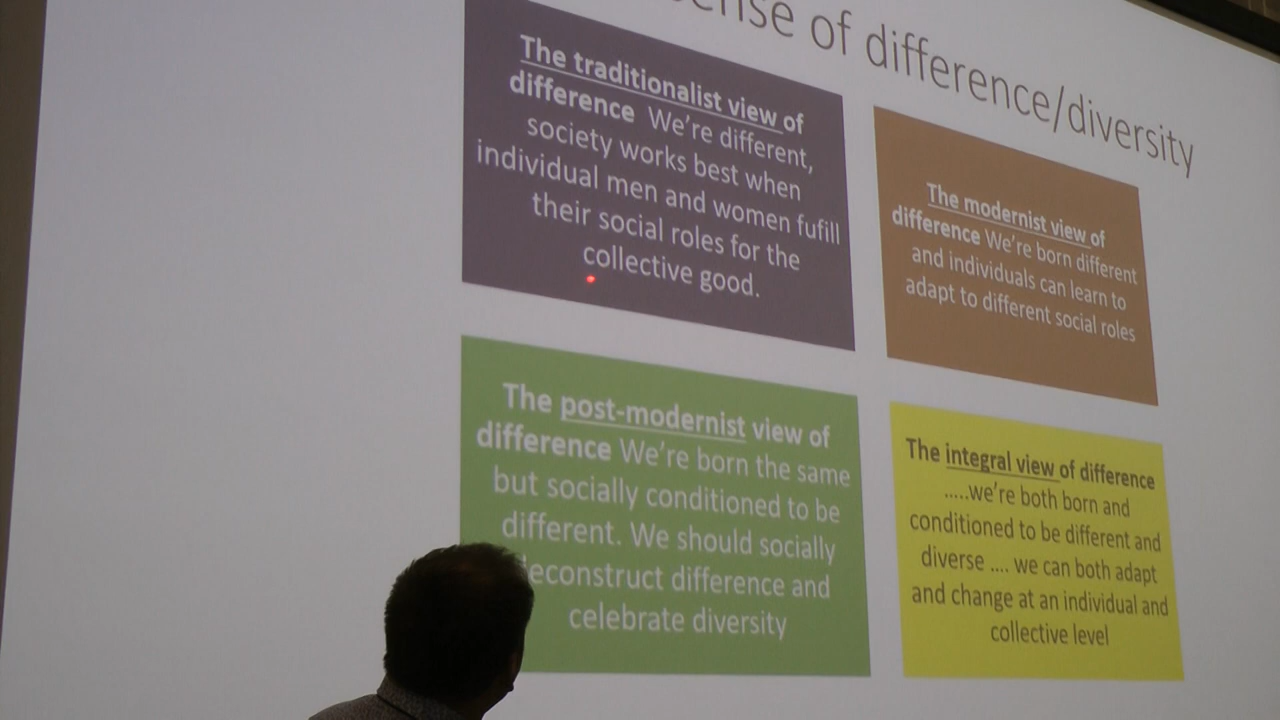 of difference/diversity
The traditionalist view of
difference We're different,
society works best when
individual men and women fufill
their social roles for the
collective good.
The modernist view of
difference We're born different
and individuals can learn to
adapt to different social roles
The post-modernist view of
difference We're born the same
but socially conditioned to be
different. We should socially
econstruct difference and
celebrate diversity
The integral view of difference
.....we're both born and
conditioned to be different and
diverse .... we can both adapt
and change at an individual and
collective level